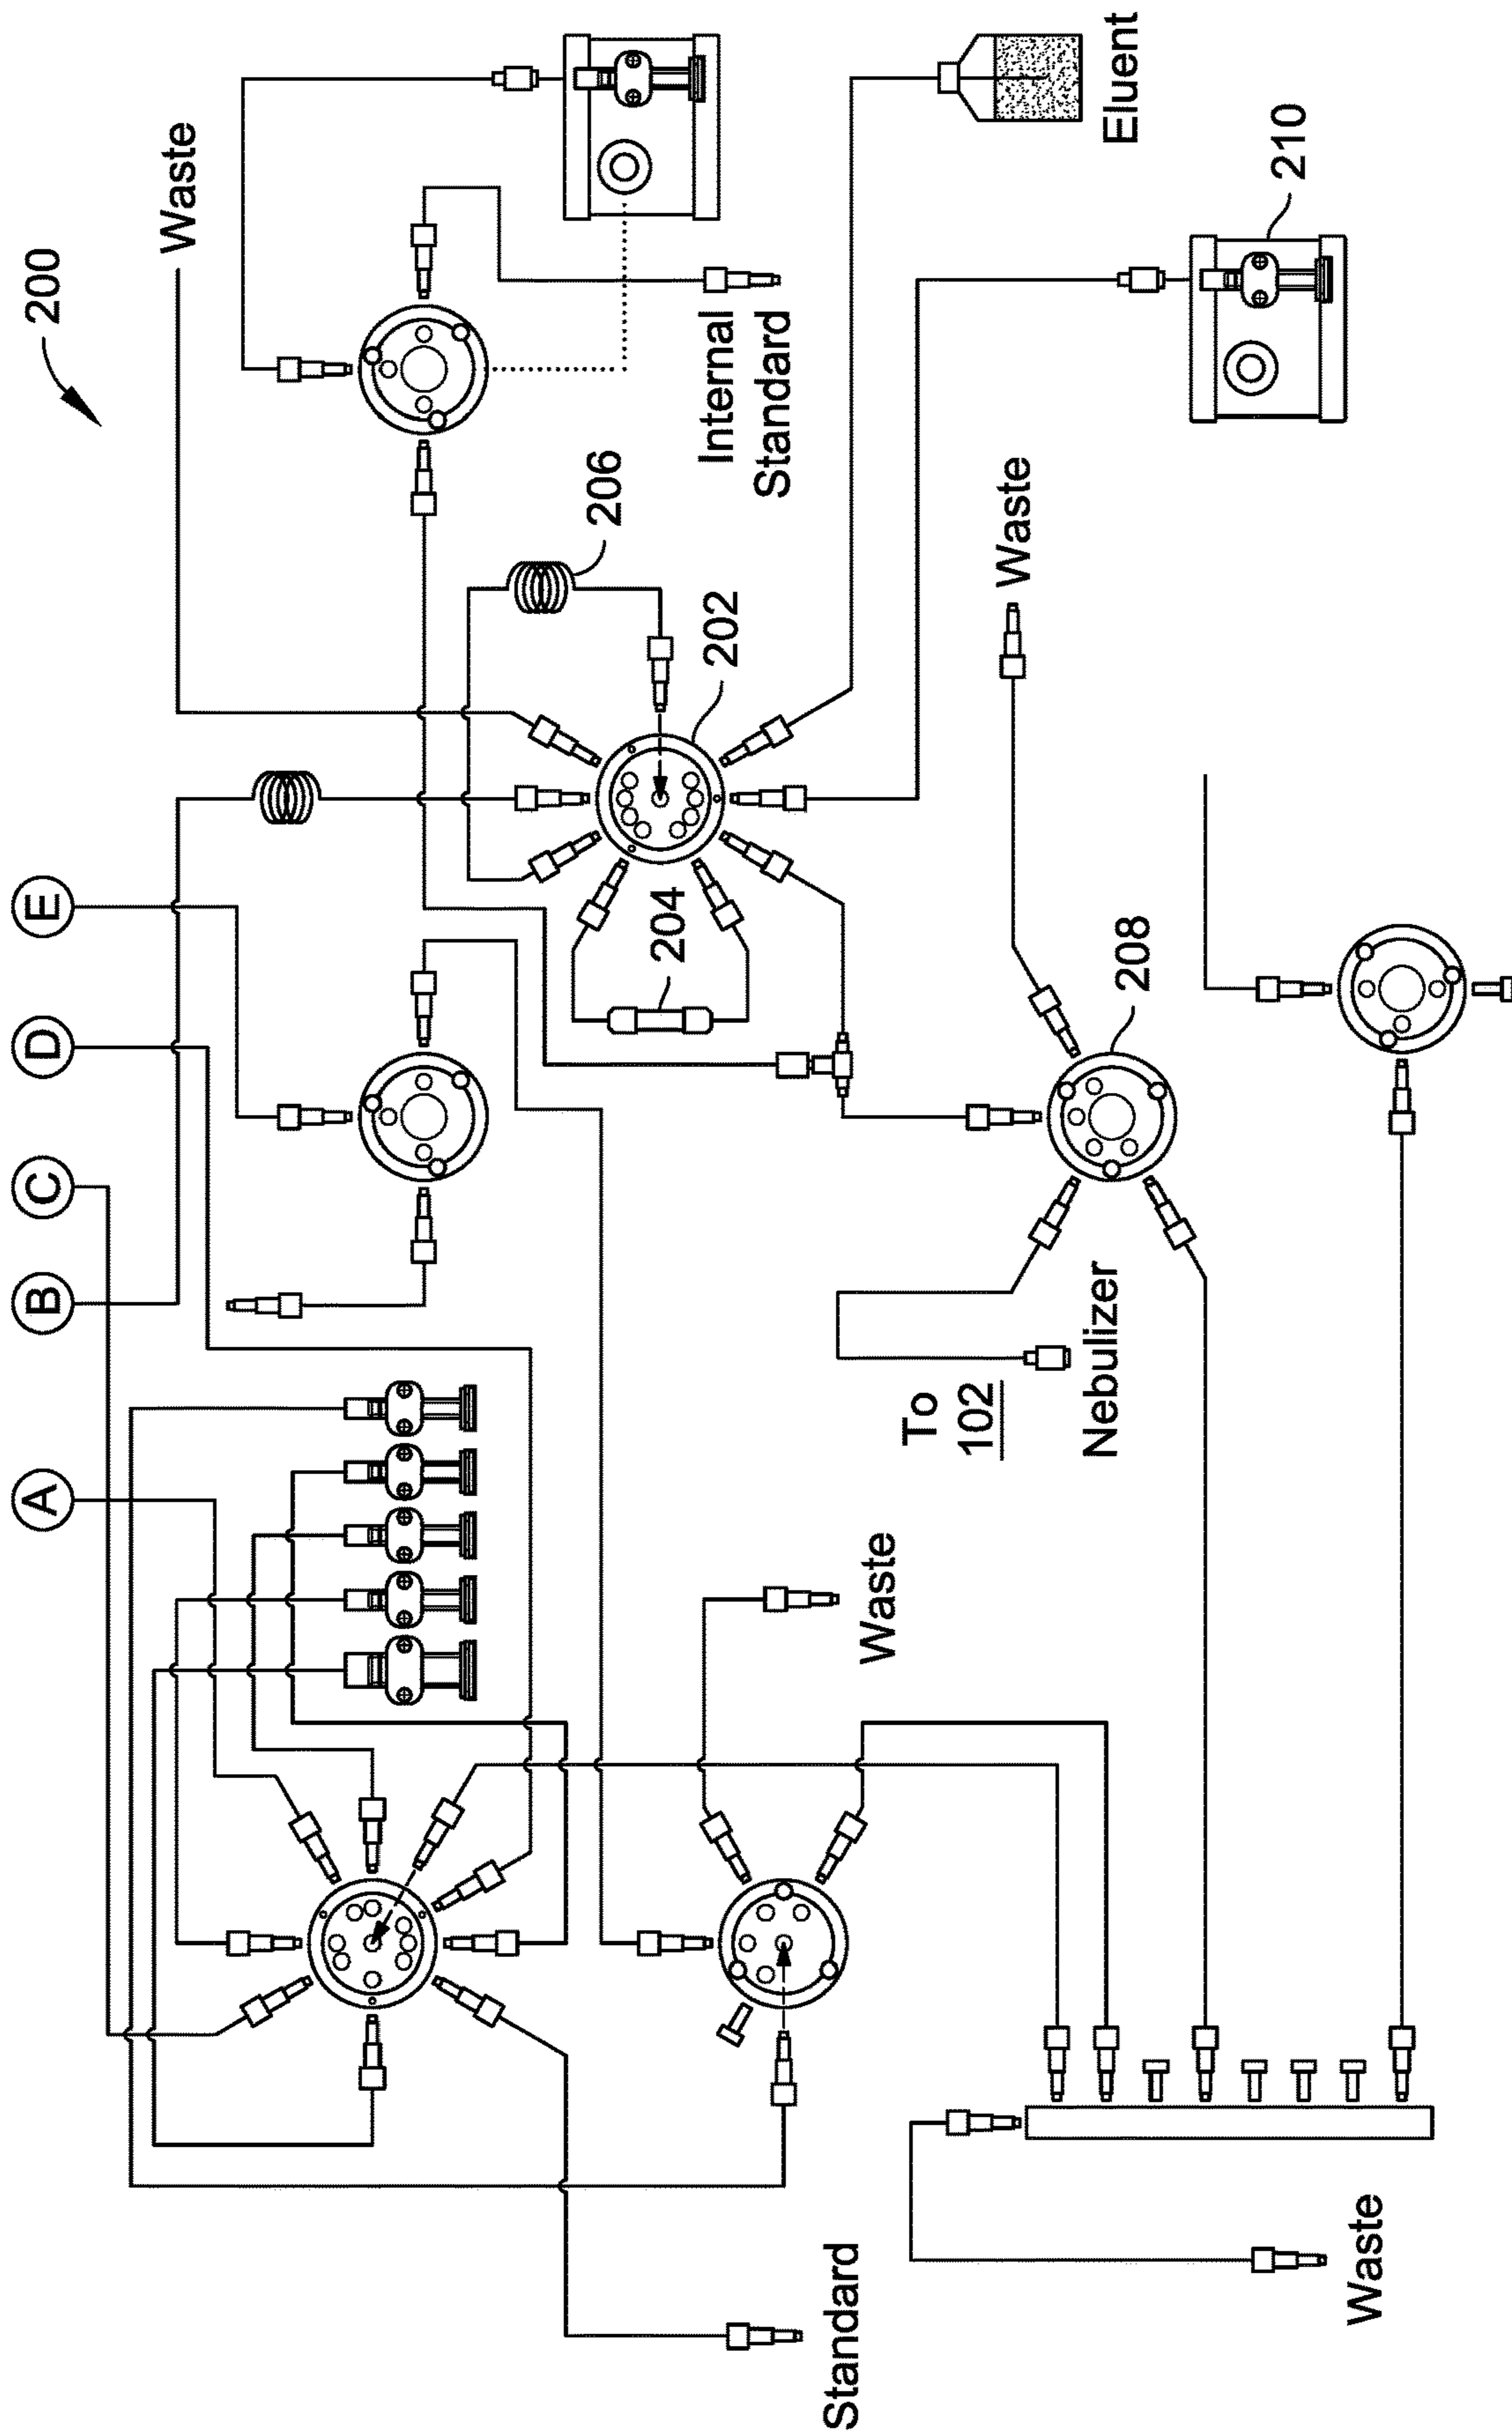 200
A
B
C
D
E
Waste
Internal
Standard
206
202
204
Eluent
210
Waste
208
To
102
Nebulizer
Waste
Standard
Waste